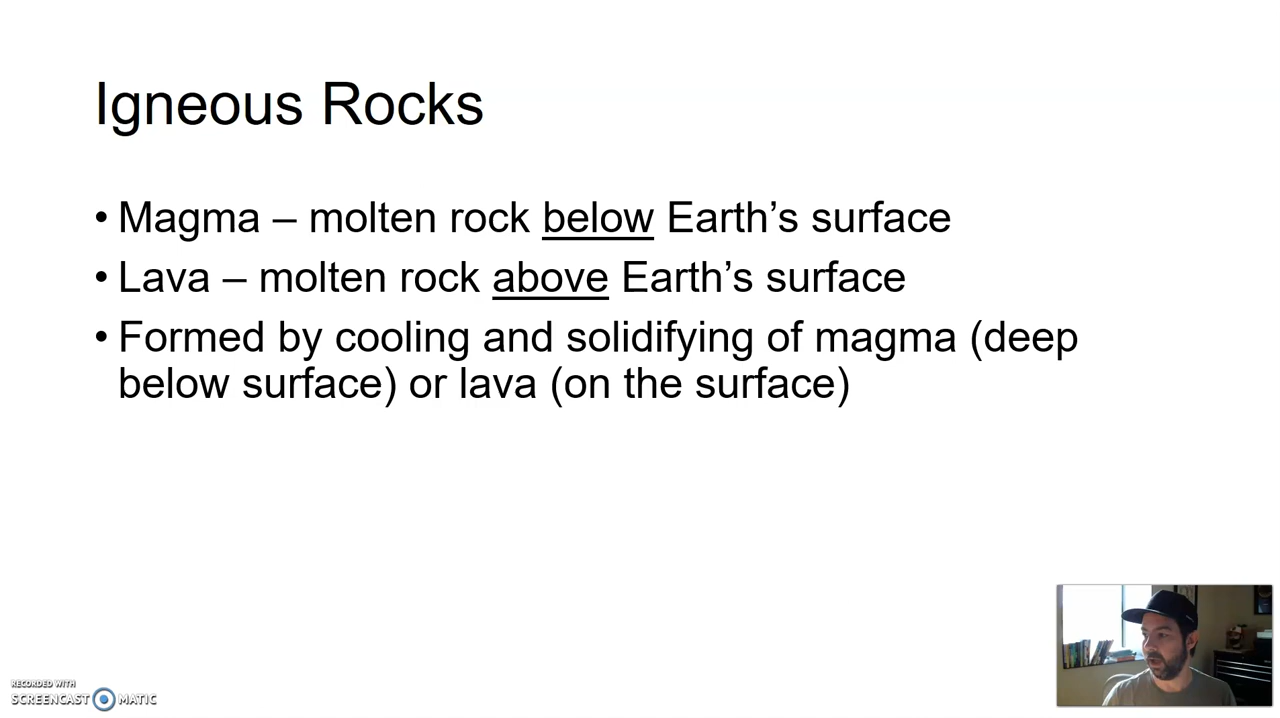 Igneous Rocks
• Magma – molten rock below Earth’s surface
• Lava – molten rock above Earth’s surface
• Formed by cooling and solidifying of magma (deep
below surface) or lava (on the surface)
RECORDED WITH
SCREENCAST MATIC